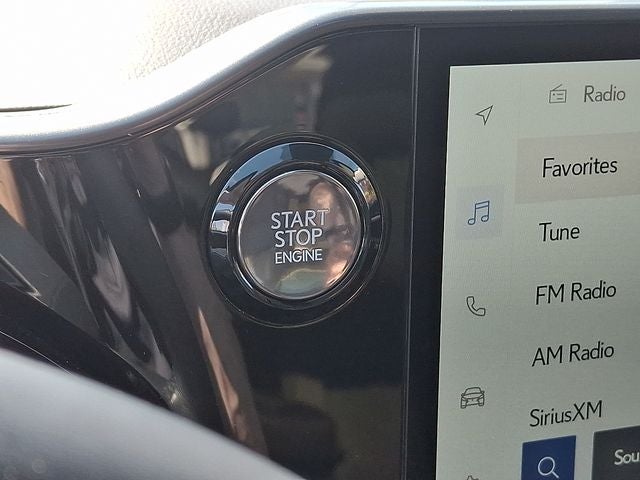 START
STOP
ENGINE
Radio
Favorites
Tune
FM Radio
AM Radio
SiriusXM